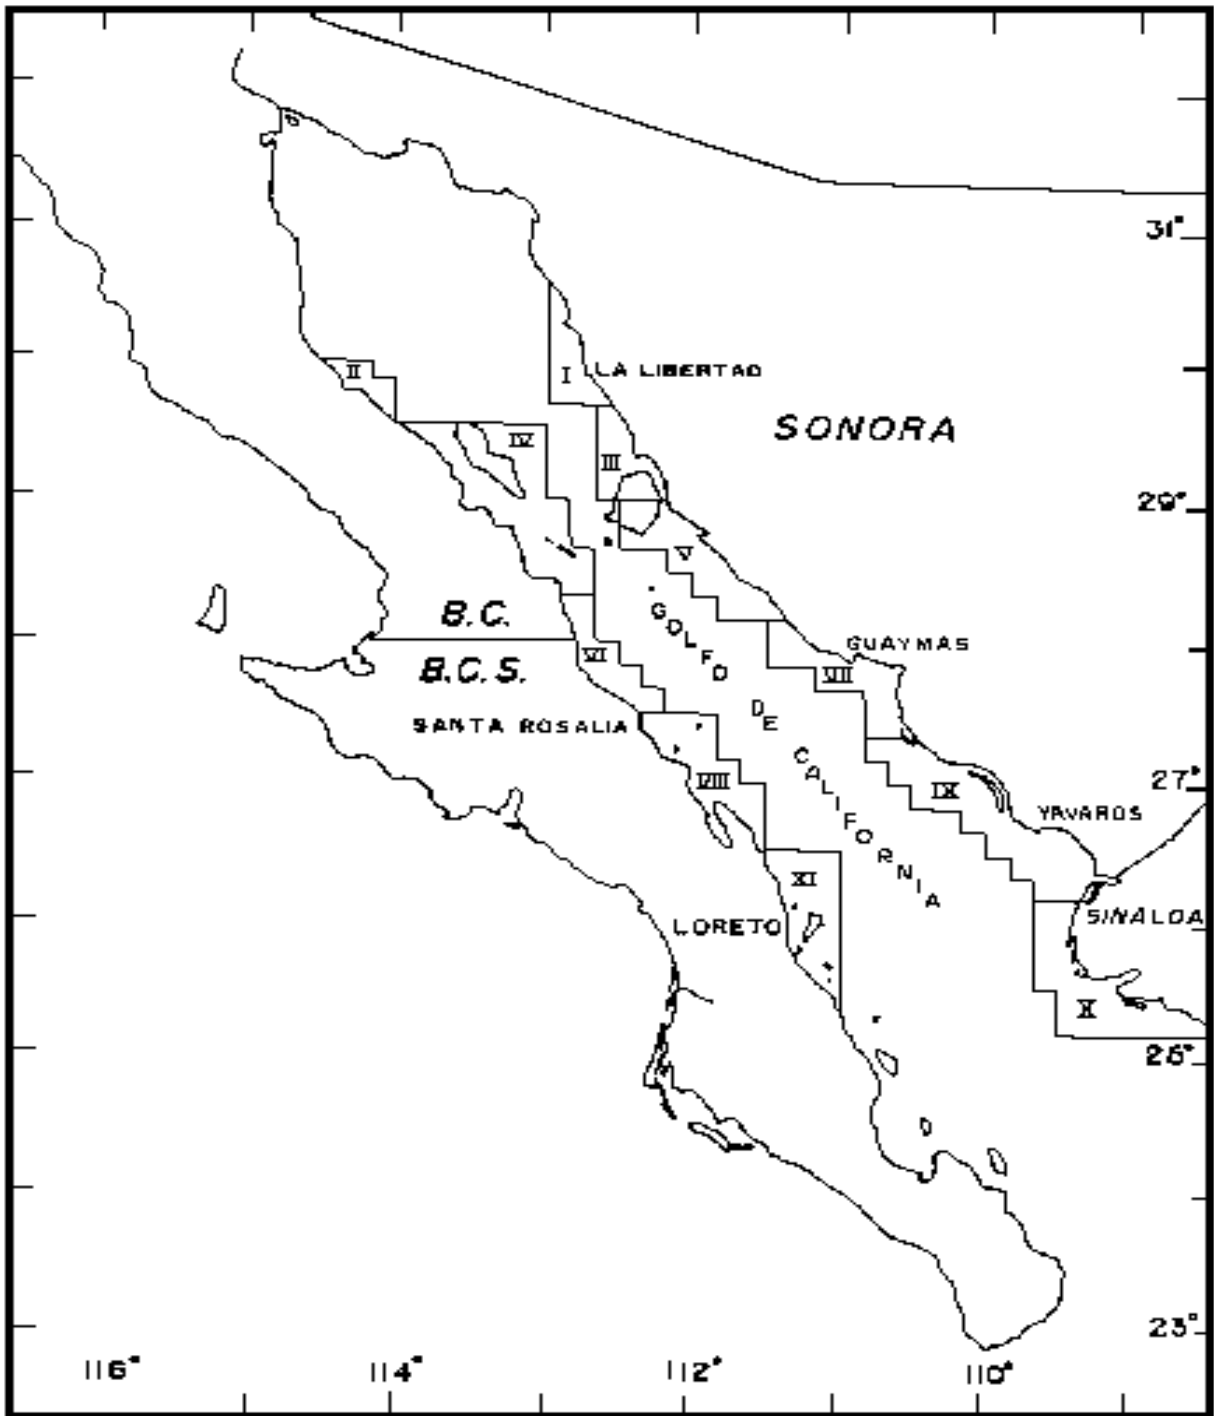 31°
II
I
LA LIBERTAD
SONORA
IV
III
29°
V
B.C.
GOLFO DE CALIFORNIA
GUAYMAS
VI
B.C.S.
VII
SANTA ROSALIA
VIII
IX
27°
YAVAROS
XI
LORETO
SINALOA
X
25°
23°
116°
114°
112°
110°